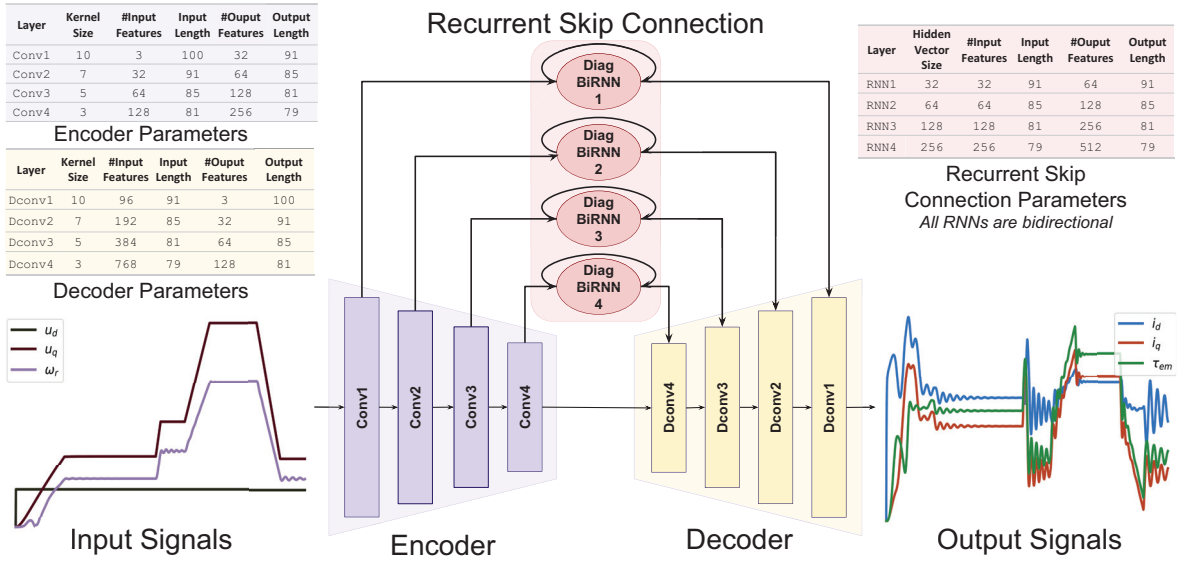 Recurrent Skip Connection
Layer Kernel Size #Input Features Input Length #Ouput Features Output Length
Conv1 10 3 100 32 91
Conv2 7 32 91 64 85
Conv3 5 64 85 128 81
Conv4 3 128 81 256 79
Encoder Parameters
Layer Kernel Size #Input Features Input Length #Ouput Features Output Length
Dconv1 10 96 91 3 100
Dconv2 7 192 85 32 91
Dconv3 5 384 81 64 85
Dconv4 3 768 79 128 81
Decoder Parameters
Layer Hidden Vector Size #Input Features Input Length #Ouput Features Output Length
RNN1 32 32 91 64 91
RNN2 64 64 85 128 85
RNN3 128 128 81 256 81
RNN4 256 256 79 512 79
Recurrent Skip
Connection Parameters
All RNNs are bidirectional
Diag
BiRNN
1
Diag
BiRNN
2
Diag
BiRNN
3
Diag
BiRNN
4
u_d
u_q
ω_r
Conv1
Conv2
Conv3
Conv4
Dconv4
Dconv3
Dconv2
Dconv1
i_d
i_q
τ_em
Input Signals
Encoder
Decoder
Output Signals